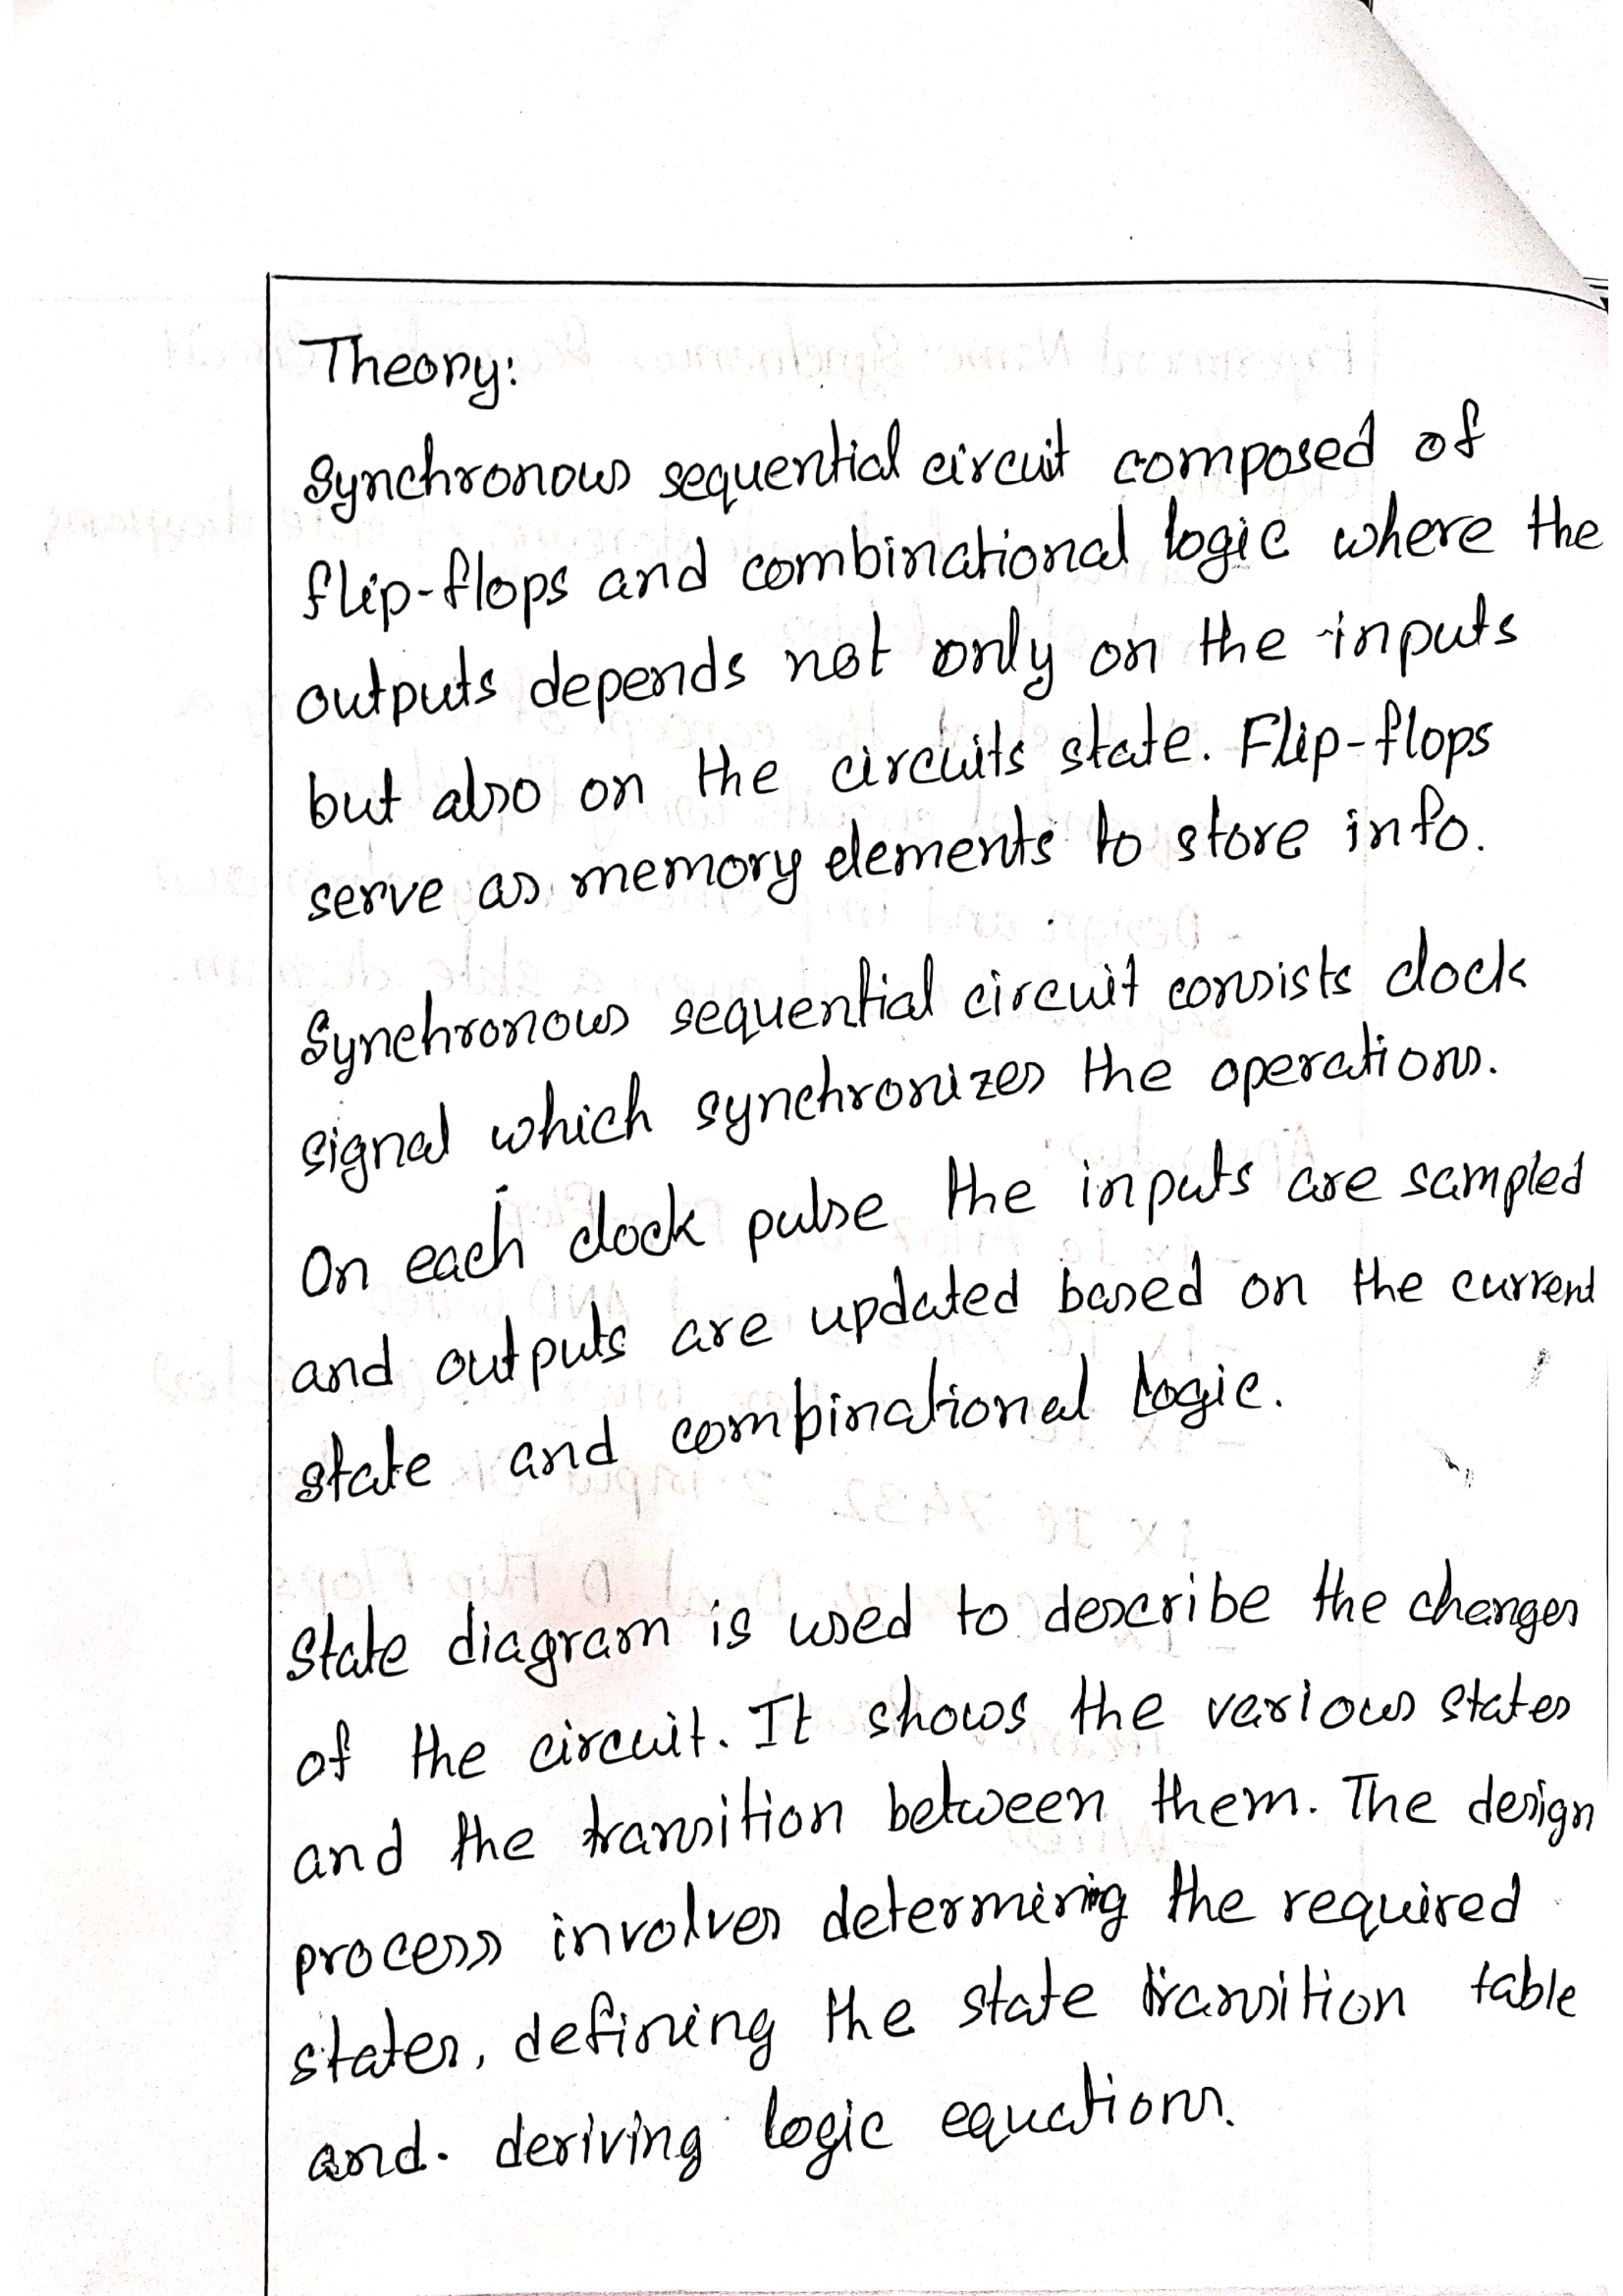 Theory:
Synchronous sequential circuit composed of
flip-flops and combinational logic where the
outputs depends not only on the inputs
but also on the circuits state. Flip-flops
serve as memory elements to store info.
Synchronous sequential circuit consists clock
signal which synchronizes the operations.
On each clock pulse the inputs are sampled
and outputs are updated based on the current
state and combinational logic.
State diagram is used to describe the changes
of the circuit. It shows the various states
and the transition between them. The design
process involves determining the required
states, defining the state transition table
and. deriving logic equations.